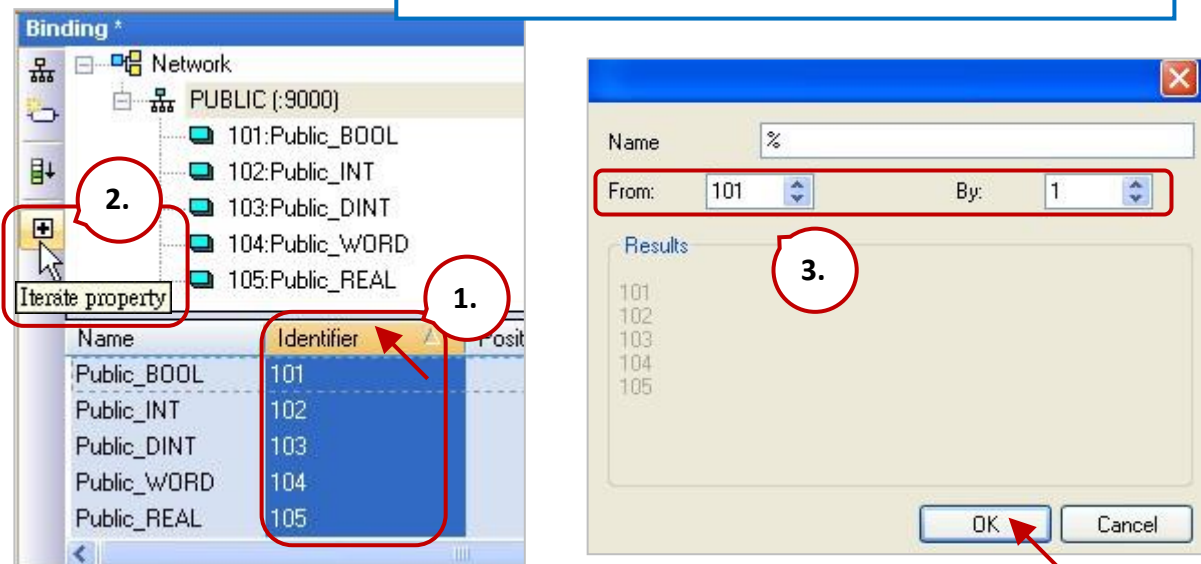 Binding *
Network
PUBLIC (:9000)
101:Public_BOOL
102:Public_INT
103:Public_DINT
104:Public_WORD
105:Public_REAL
2.
Iterate property
1.
Name Identifier Posit
Public_BOOL 101
Public_INT 102
Public_DINT 103
Public_WORD 104
Public_REAL 105
Name %
From: 101 By: 1
Results
3.
101
102
103
104
105
OK Cancel